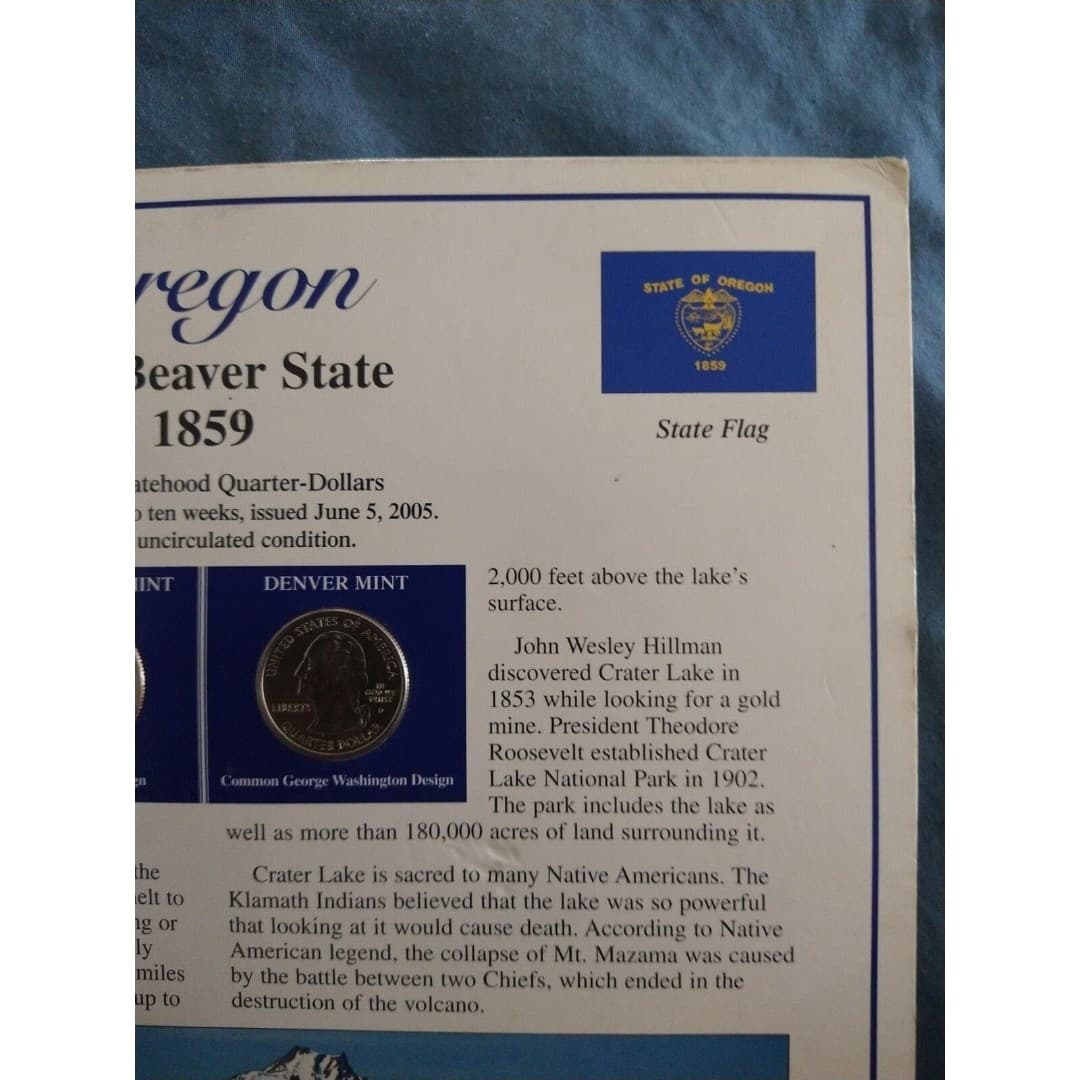 regon
Beaver State
1859
STATE OF OREGON
1859
State Flag
atehood Quarter-Dollars
o ten weeks, issued June 5, 2005.
uncirculated condition.
INT
DENVER MINT
UNITED STATES OF AMERICA
LIBERTY
IN
GOD WE
TRUST
D
QUARTER DOLLAR
gn
Common George Washington Design
2,000 feet above the lake's
surface.
John Wesley Hillman
discovered Crater Lake in
1853 while looking for a gold
mine. President Theodore
Roosevelt established Crater
Lake National Park in 1902.
The park includes the lake as
well as more than 180,000 acres of land surrounding it.
the
elt to
ng or
ly
miles
up to
Crater Lake is sacred to many Native Americans. The
Klamath Indians believed that the lake was so powerful
that looking at it would cause death. According to Native
American legend, the collapse of Mt. Mazama was caused
by the battle between two Chiefs, which ended in the
destruction of the volcano.